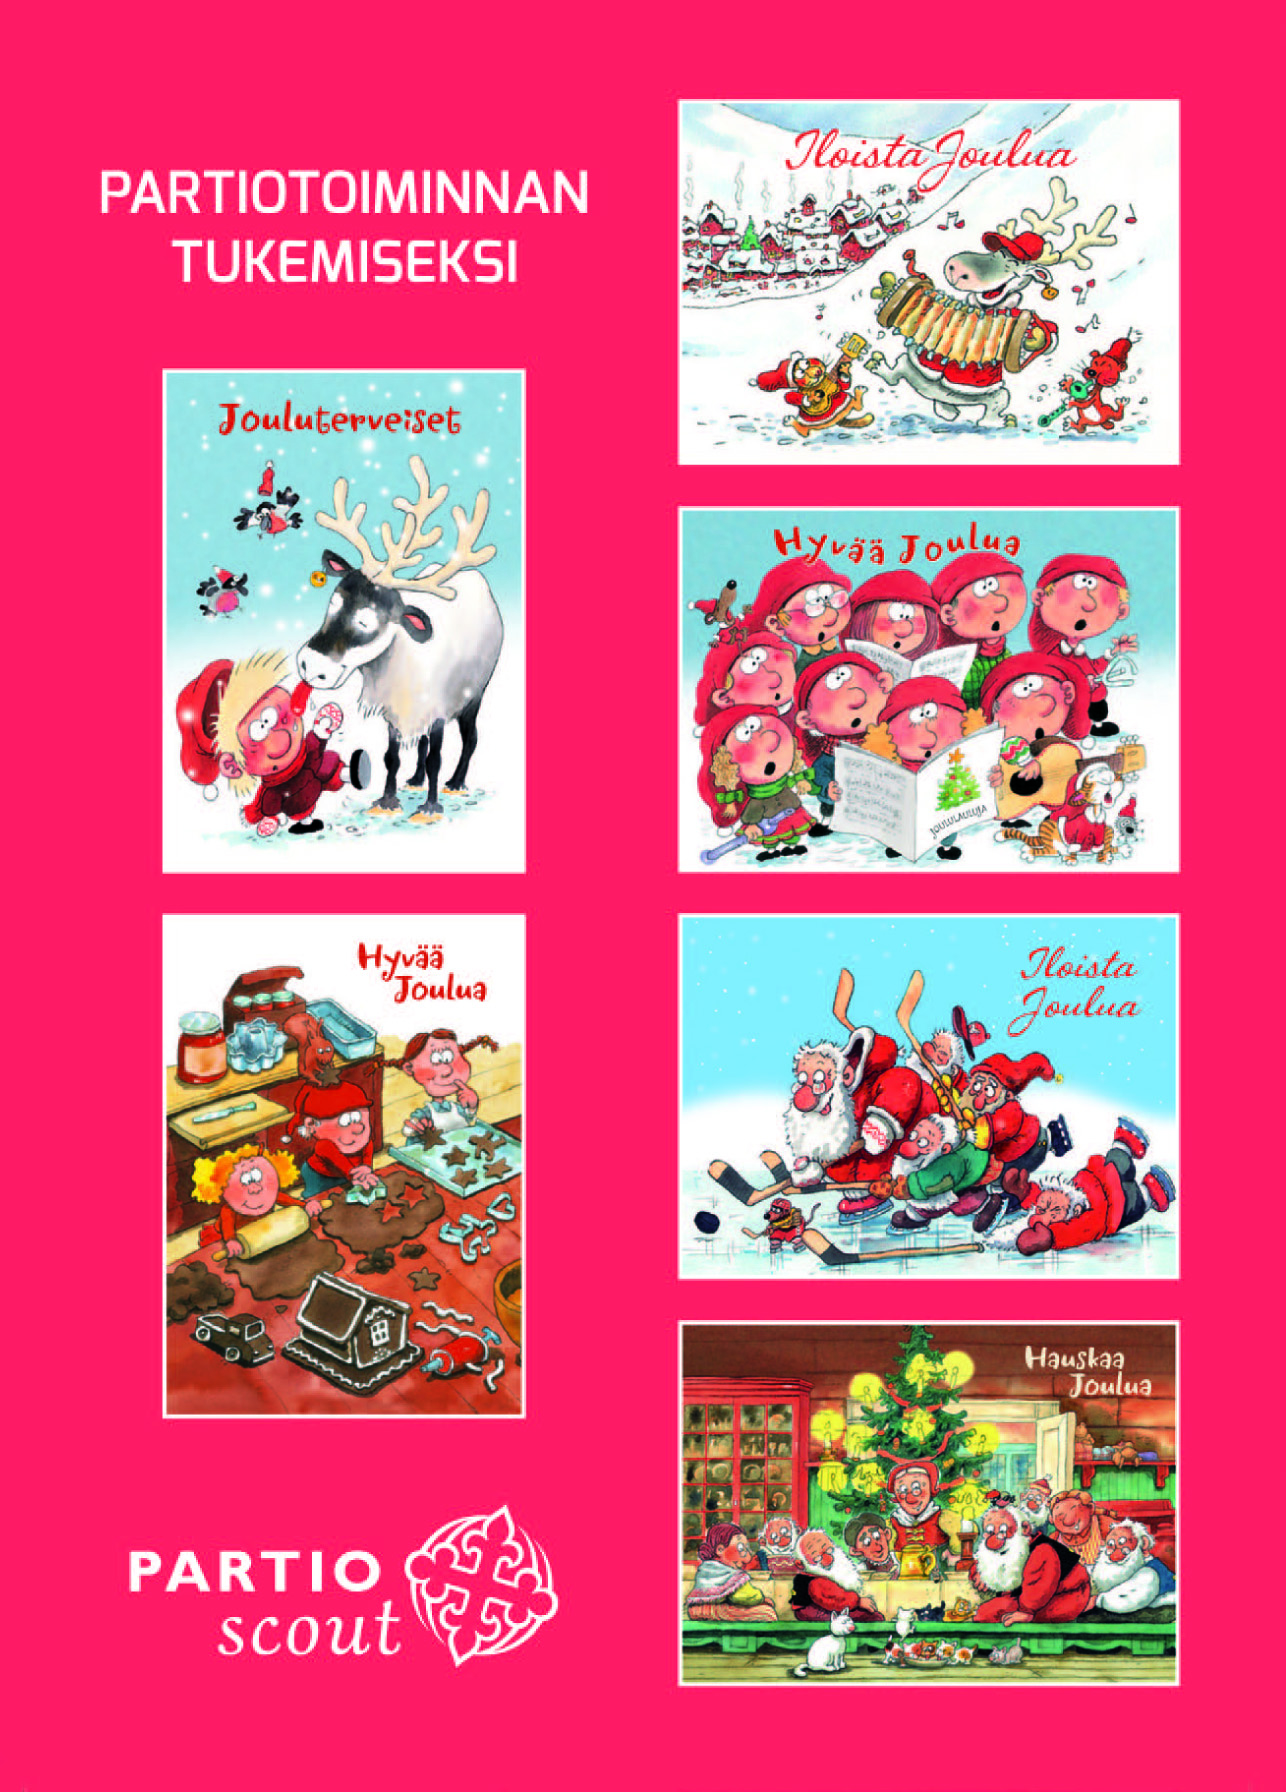 PARTIOTOIMINNAN
TUKEMISEKSI
Iloista Joulua
Jouluterveiset
Hyvää Joulua
JOULULAULUJA
Hyvää
Joulua
Iloista
Joulua
Hauskaa
Joulua
PARTIO
scout